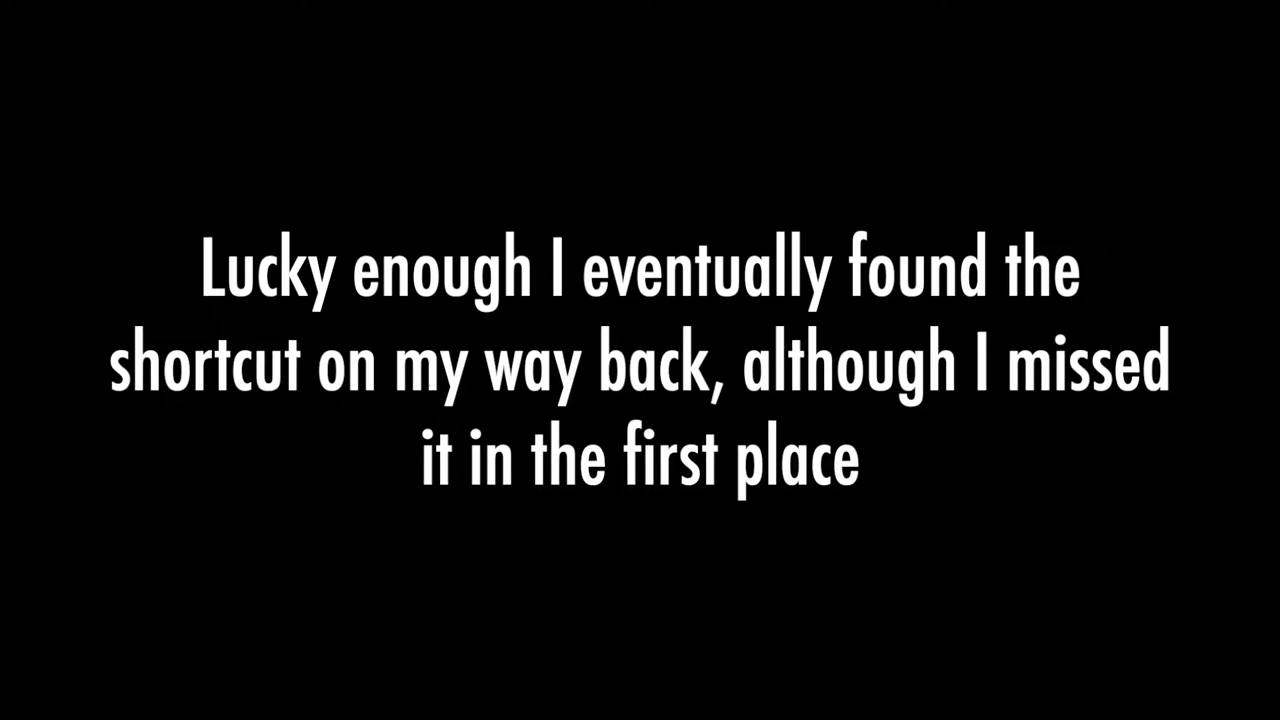 Lucky enough I eventually found the
shortcut on my way back, although I missed
it in the first place